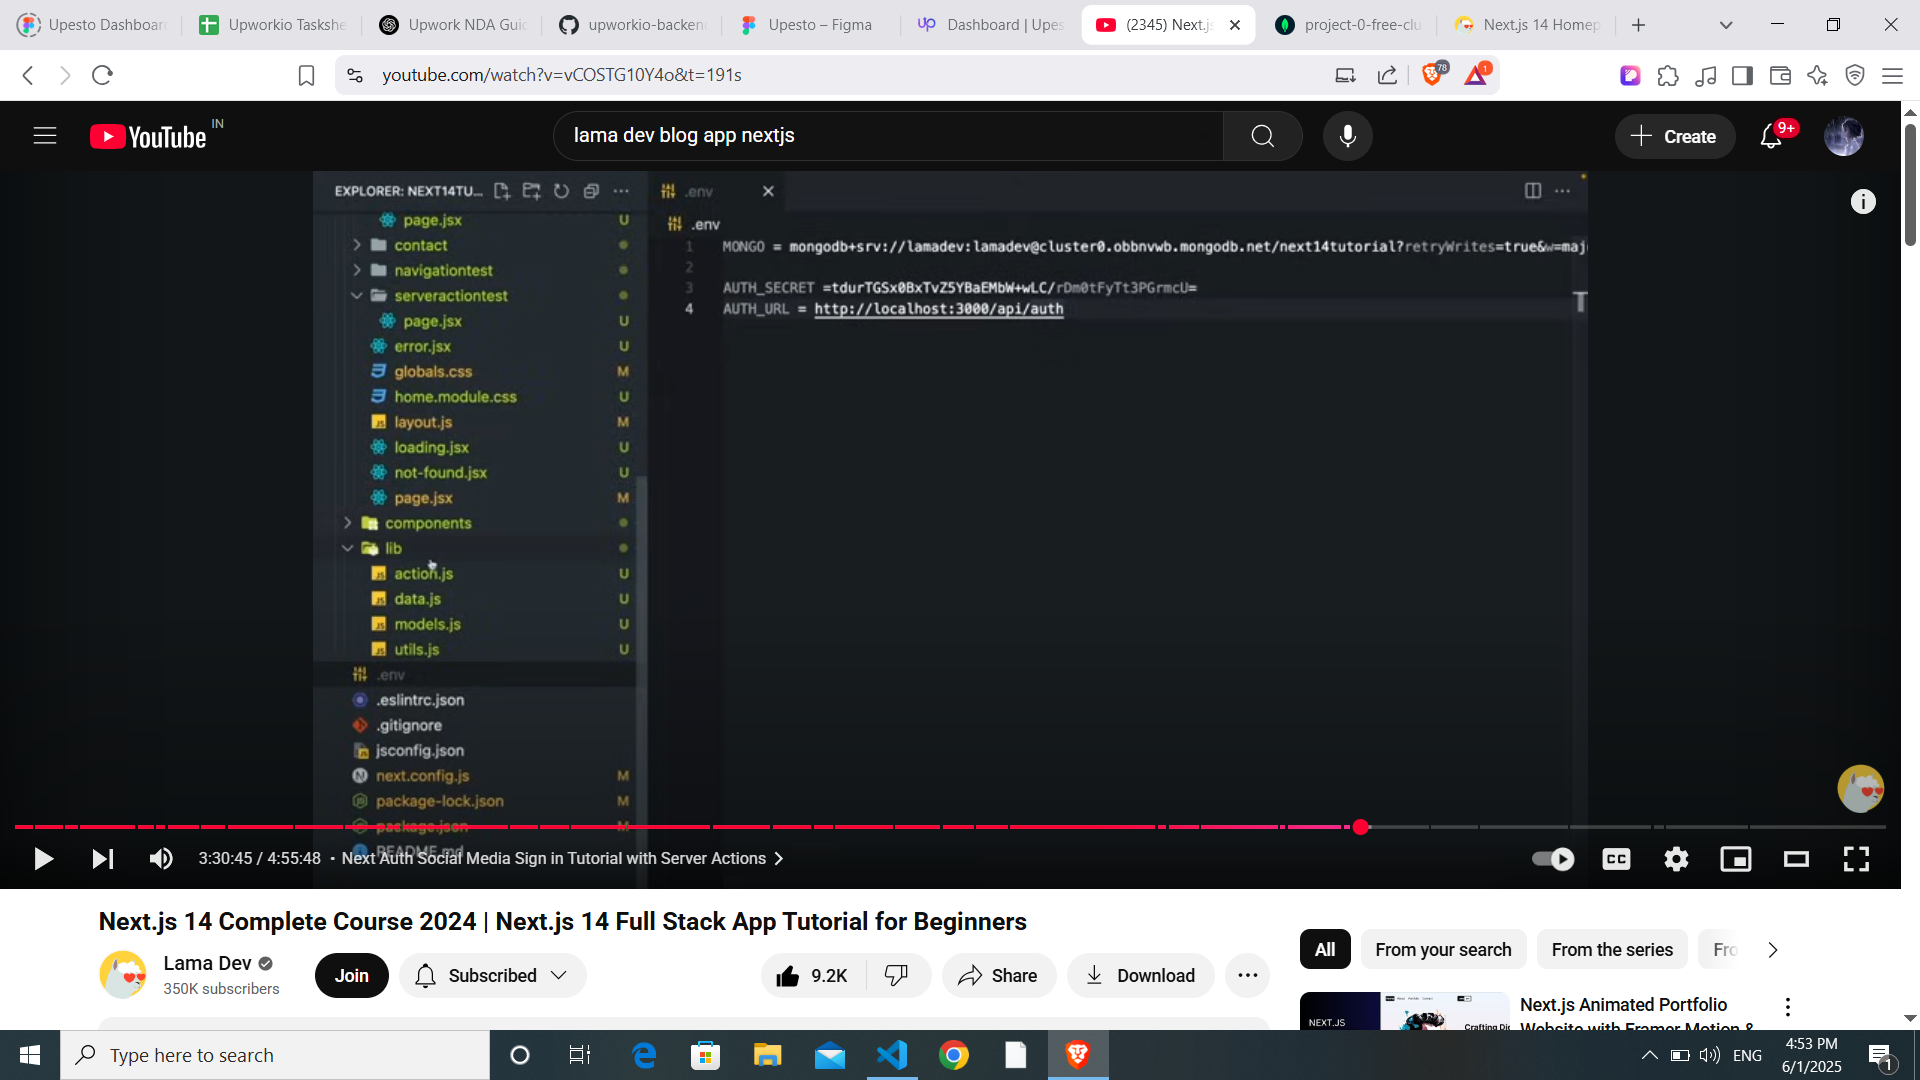 Upesto Dashboar
Upworkio Taskshe
Upwork NDA Guid
upworkio-backend
Upesto – Figma
Dashboard | Upes
(2345) Next.js
project-0-free-clu
Next.js 14 Homep
youtube.com/watch?v=vCOSTG10Y4o&t=191s
78
1
YouTube IN
lama dev blog app nextjs
Create
9+
EXPLORER: NEXT14TU...
.env
page.jsx U
.env
contact
1 MONGO = mongodb+srv://lamadev:lamadev@cluster0.obbnvwb.mongodb.net/next14tutorial?retryWrites=true&w=maj
navigationtest
2
serveractiontest
3 AUTH_SECRET =tdurTGSx0BxTvZ5YBaEMbW+wLC/rDm0tFyTt3PGrmcU=
page.jsx U
4 AUTH_URL = http://localhost:3000/api/auth
error.jsx U
globals.css M
home.module.css U
layout.js M
loading.jsx U
not-found.jsx U
page.jsx M
components
lib
action.js U
data.js U
models.js U
utils.js U
.env
.eslintrc.json
.gitignore
jsconfig.json
next.config.js M
package-lock.json M
package.json M
README.md
3:30:45 / 4:55:48 • Next Auth Social Media Sign in Tutorial with Server Actions
CC
Next.js 14 Complete Course 2024 | Next.js 14 Full Stack App Tutorial for Beginners
Lama Dev
350K subscribers
Join
Subscribed
9.2K
Share
Download
All
From your search
From the series
Fro
NEXT.JS
Crafting Di
Next.js Animated Portfolio
Website with Framer Motion &
Type here to search
ENG
4:53 PM
6/1/2025
1